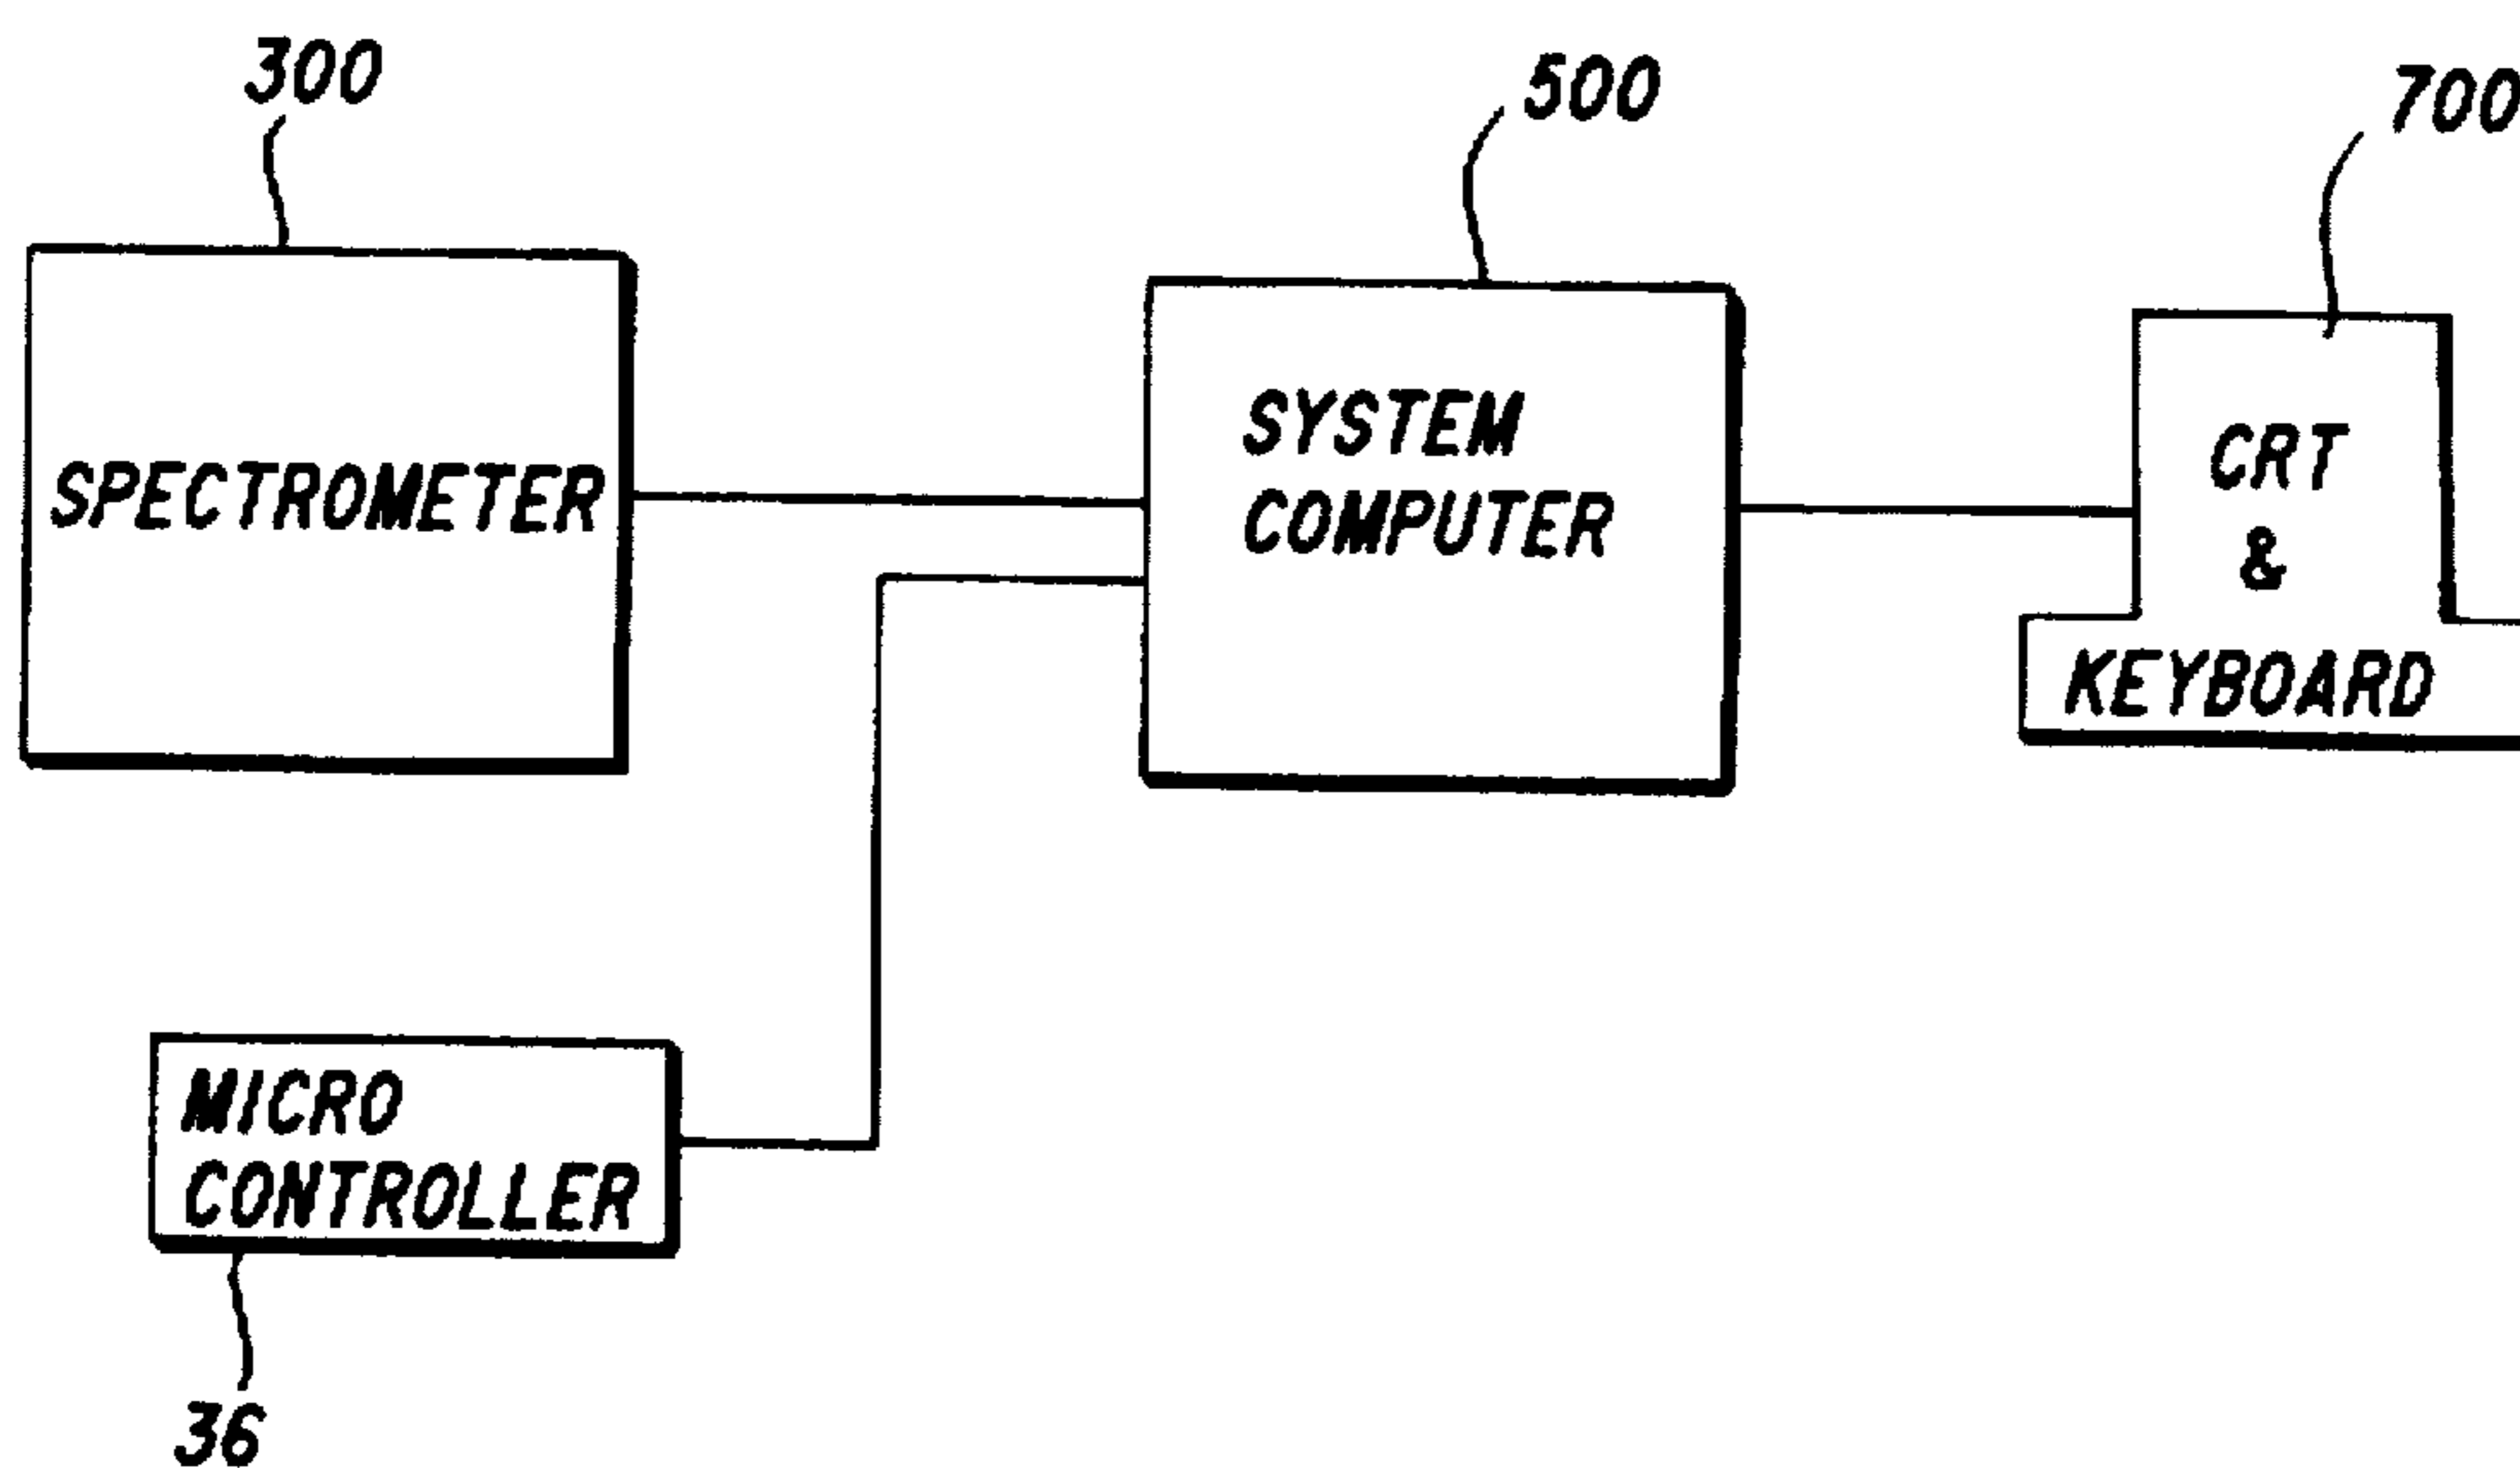 300
500
700
SPECTROMETER
SYSTEM
COMPUTER
CRT
&
KEYBOARD
MICRO
CONTROLLER
36